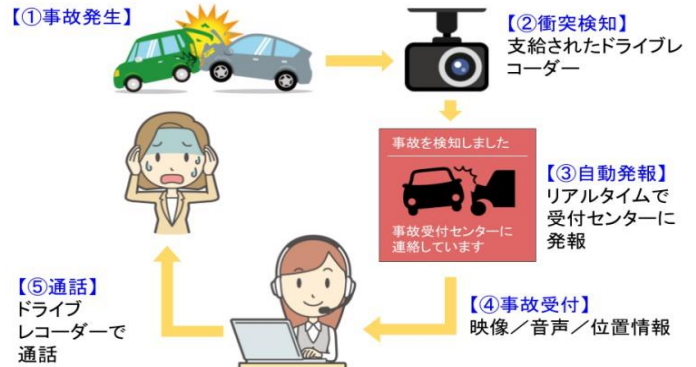 【①事故発生】
【②衝突検知】
支給されたドライブレ
コーダー
事故を検知しました
事故受付センターに
連絡しています
【③自動発報】
リアルタイムで
受付センターに
発報
【④事故受付】
映像／音声／位置情報
【⑤通話】
ドライブ
レコーダーで
通話